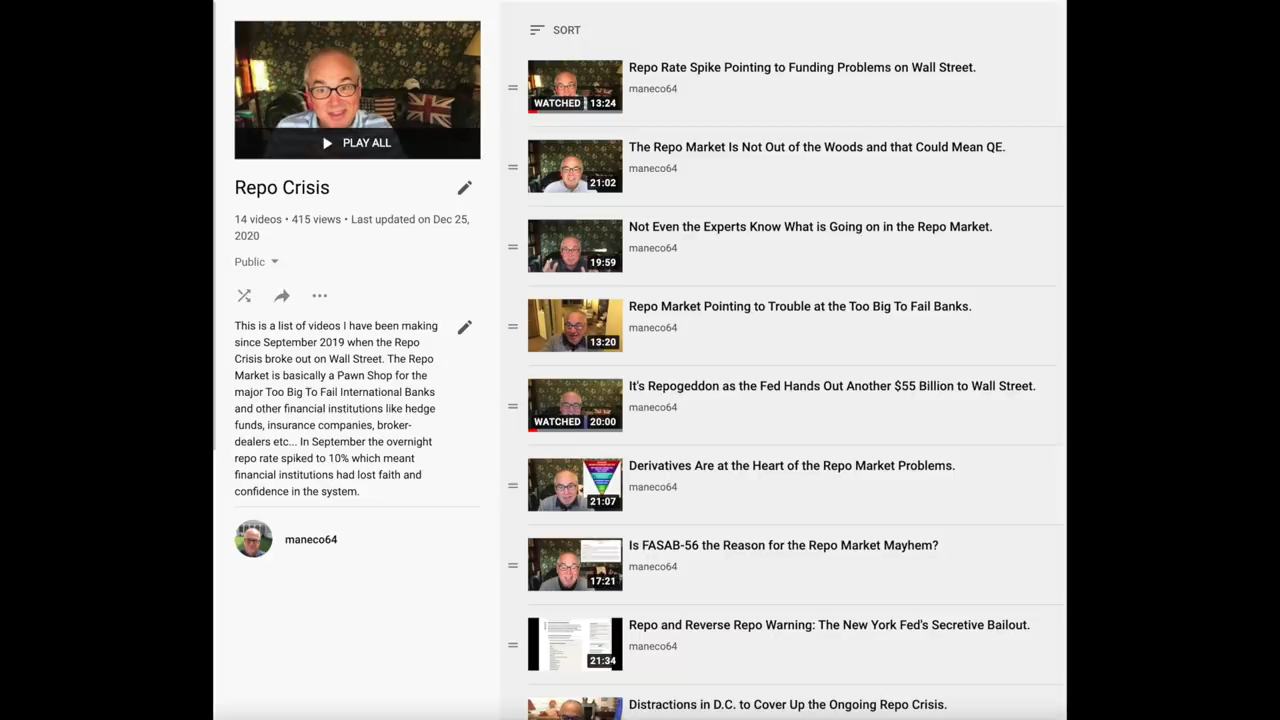 PLAY ALL
Repo Crisis
14 videos • 415 views • Last updated on Dec 25,
2020
Public
This is a list of videos I have been making
since September 2019 when the Repo
Crisis broke out on Wall Street. The Repo
Market is basically a Pawn Shop for the
major Too Big To Fail International Banks
and other financial institutions like hedge
funds, insurance companies, broker-
dealers etc... In September the overnight
repo rate spiked to 10% which meant
financial institutions had lost faith and
confidence in the system.
maneco64
SORT
Repo Rate Spike Pointing to Funding Problems on Wall Street.
maneco64
WATCHED 13:24
The Repo Market Is Not Out of the Woods and that Could Mean QE.
maneco64
21:02
Not Even the Experts Know What is Going on in the Repo Market.
maneco64
19:59
Repo Market Pointing to Trouble at the Too Big To Fail Banks.
maneco64
13:20
It's Repogeddon as the Fed Hands Out Another $55 Billion to Wall Street.
maneco64
WATCHED 20:00
Derivatives Are at the Heart of the Repo Market Problems.
maneco64
21:07
Is FASAB-56 the Reason for the Repo Market Mayhem?
maneco64
17:21
Repo and Reverse Repo Warning: The New York Fed's Secretive Bailout.
maneco64
21:34
Distractions in D.C. to Cover Up the Ongoing Repo Crisis.